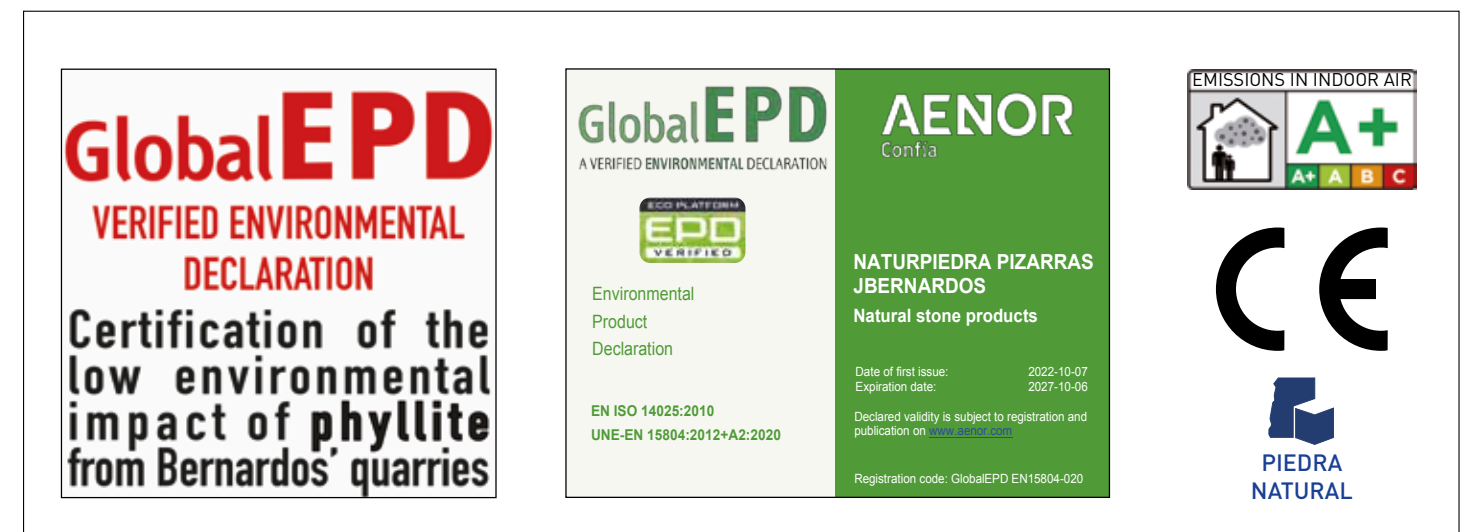 GlobalEPD
VERIFIED ENVIRONMENTAL
DECLARATION
Certification of the
low environmental
impact of phyllite
from Bernardos' quarries
GlobalEPD
A VERIFIED ENVIRONMENTAL DECLARATION
ECO PLATFORM
EPD
VERIFIED
Environmental
Product
Declaration
EN ISO 14025:2010
UNE-EN 15804:2012+A2:2020
AENOR
Confía
NATURPIEDRA PIZARRAS
JBERNARDOS
Natural stone products
Date of first issue: 2022-10-07
Expiration date: 2027-10-06
Declared validity is subject to registration and
publication on www.aenor.com
Registration code: GlobalEPD EN15804-020
EMISSIONS IN INDOOR AIR
A+
A+ A B C
CE
PIEDRA
NATURAL